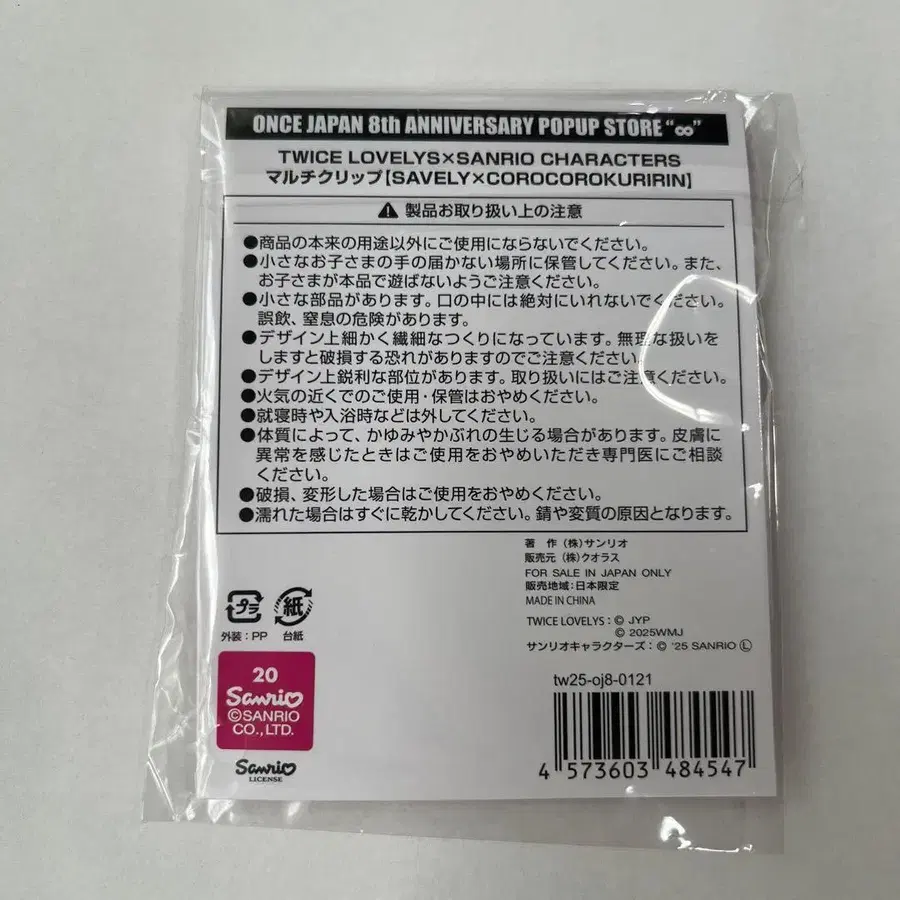 ONCE JAPAN 8th ANNIVERSARY POPUP STORE "∞"
TWICE LOVELYS×SANRIO CHARACTERS
マルチクリップ【SAVELY×COROCOROKURIRIN】
⚠ 製品お取り扱い上の注意
●商品の本来の用途以外にご使用にならないでください。
●小さなお子さまの手の届かない場所に保管してください。また、
お子さまが本品で遊ばないようご注意ください。
●小さな部品があります。口の中には絶対にいれないでください。
誤飲、窒息の危険があります。
●デザイン上細かく繊細なつくりになっています。無理な扱いを
しますと破損する恐れがありますのでご注意ください。
●デザイン上鋭利な部位があります。取り扱いにはご注意ください。
●火気の近くでのご使用・保管はおやめください。
●就寝時や入浴時などは外してください。
●体質によって、かゆみやかぶれの生じる場合があります。皮膚に
異常を感じたときはご使用をおやめいただき専門医にご相談
ください。
●破損、変形した場合はご使用をおやめください。
●濡れた場合はすぐに乾かしてください。錆や変質の原因となります。
著 作 (株)サンリオ
販売元 (株)クオラス
FOR SALE IN JAPAN ONLY
販売地域:日本限定
MADE IN CHINA
TWICE LOVELYS:© JYP
© 2025WMJ
サンリオキャラクターズ:© '25 SANRIO Ⓛ
プラ
外装:PP
紙
台紙
20
Sanrio
©SANRIO
CO.,LTD.
Sanrio
LICENSE
tw25-oj8-0121
4 573603 484547